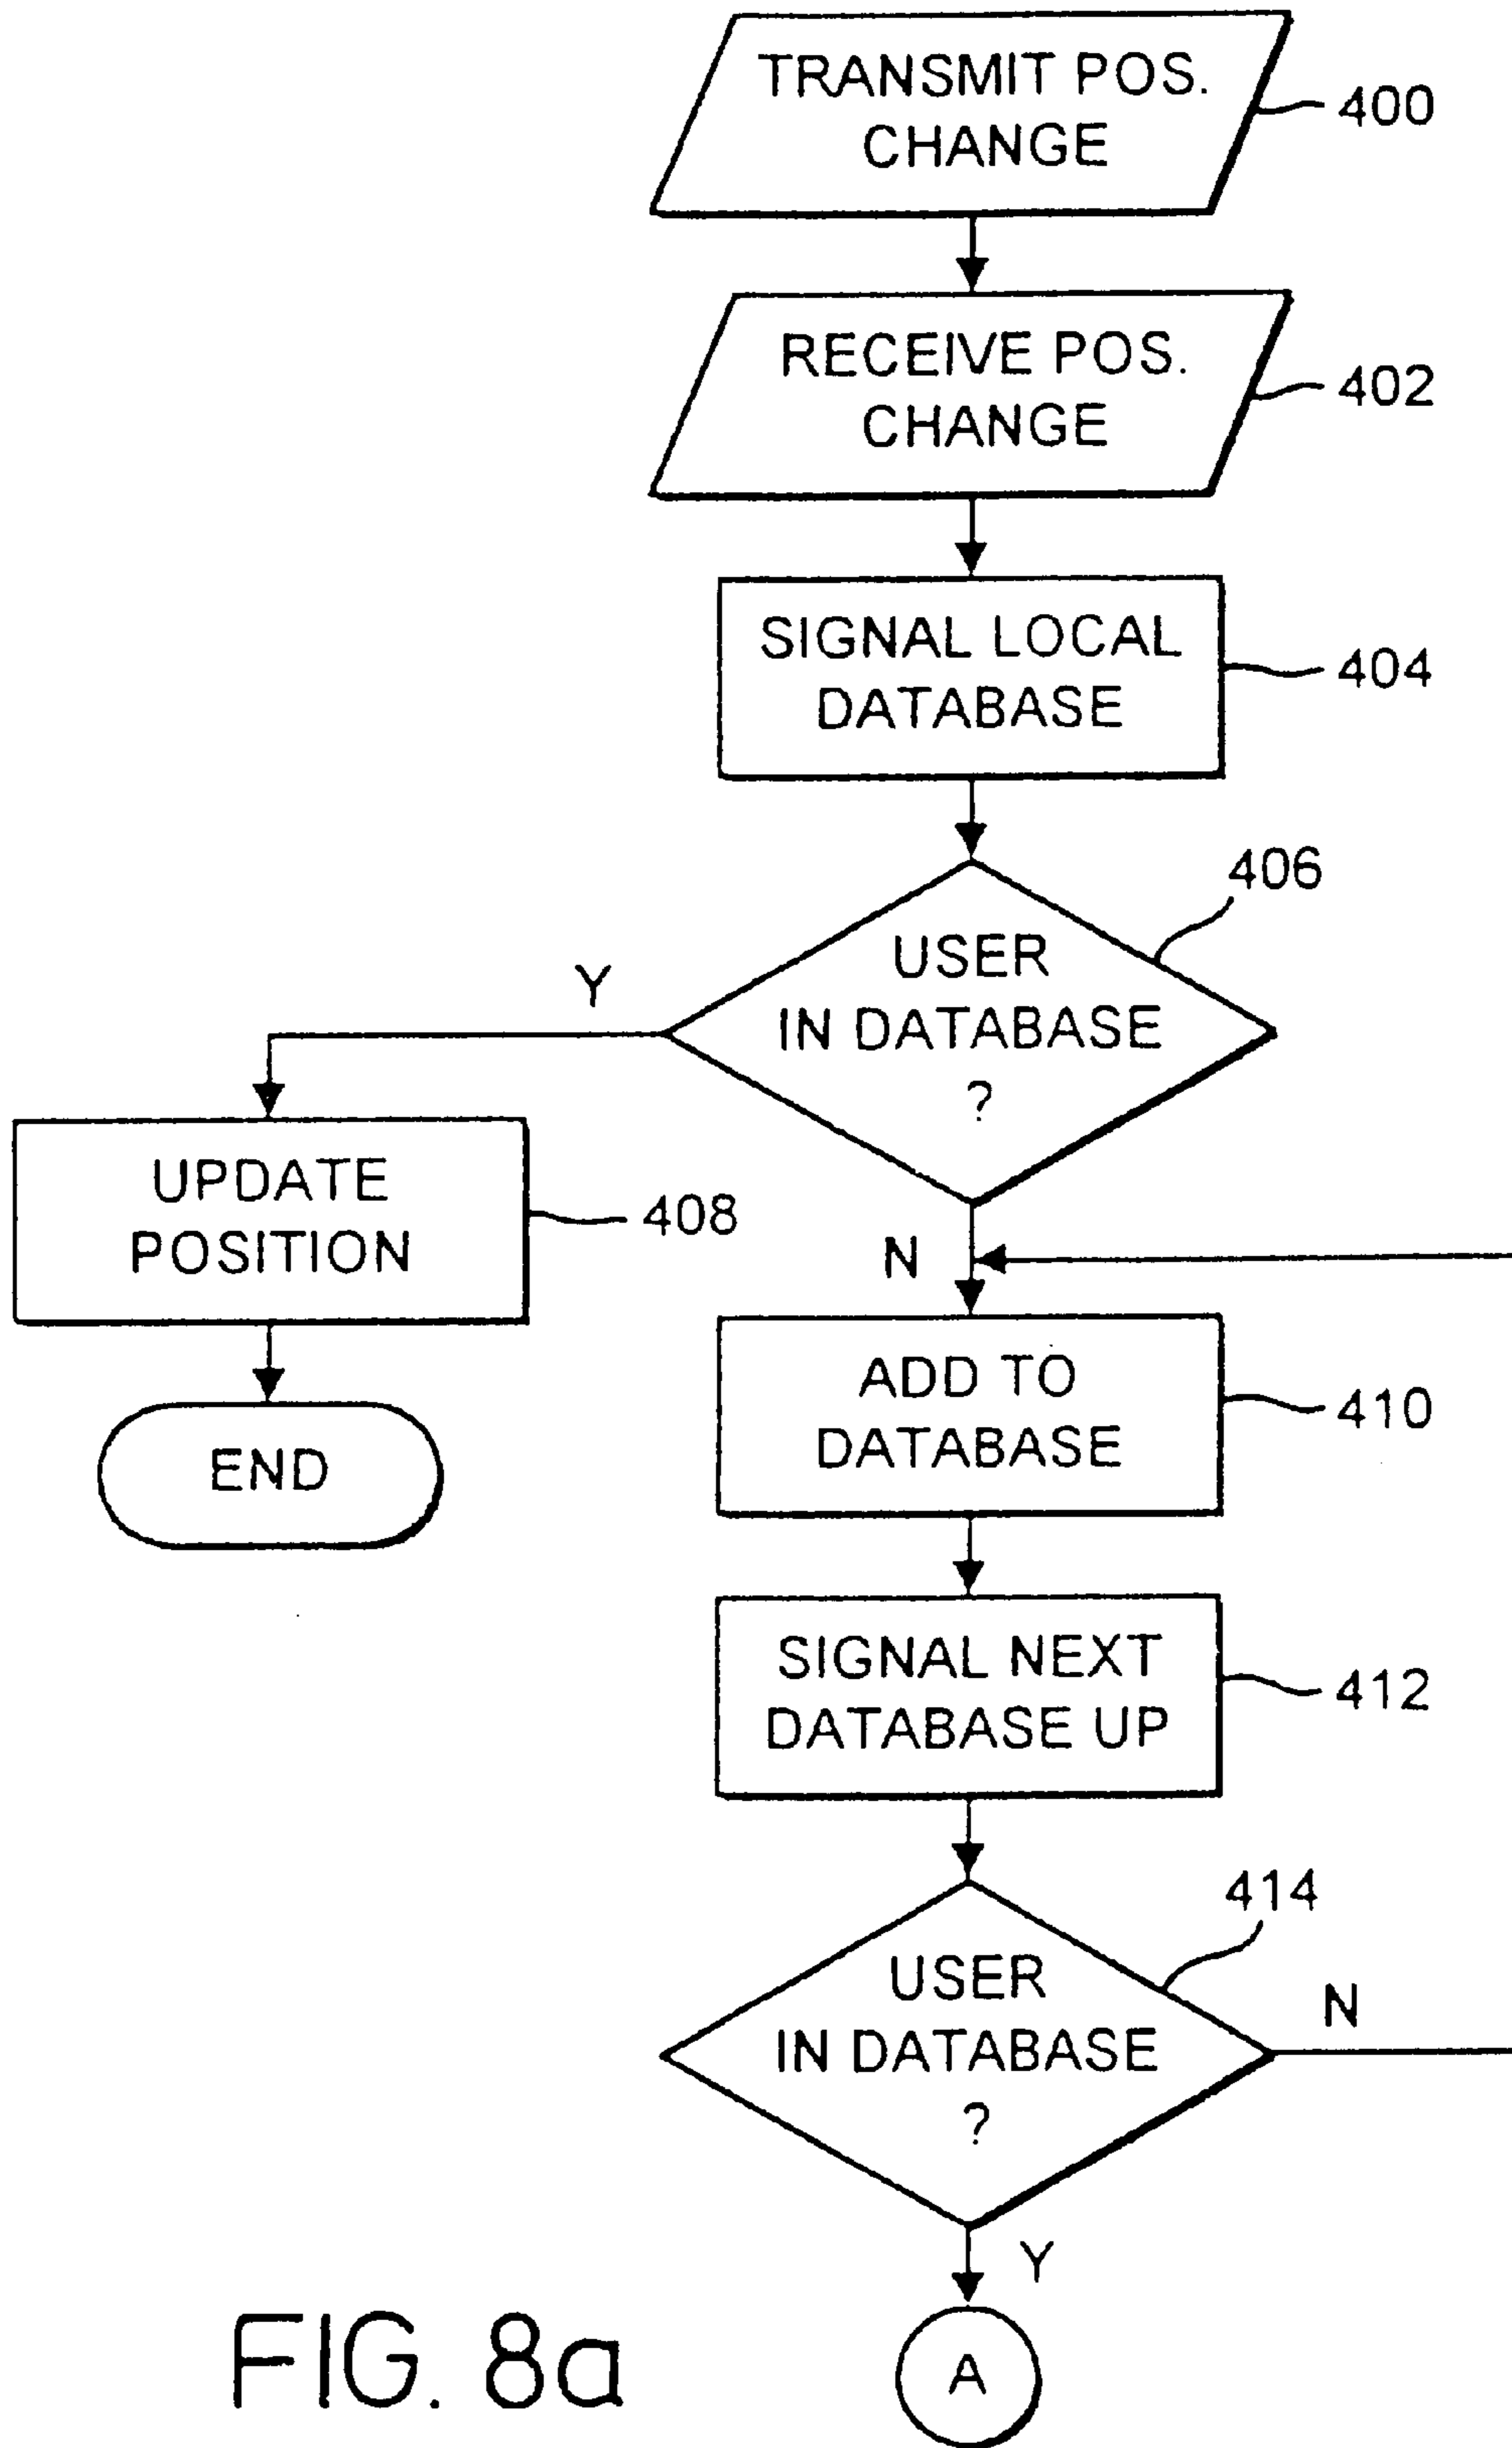 TRANSMIT POS.
CHANGE
400
RECEIVE POS.
CHANGE
402
SIGNAL LOCAL
DATABASE
404
406
USER
IN DATABASE
?
Y
UPDATE
POSITION
408
N
END
ADD TO
DATABASE
410
SIGNAL NEXT
DATABASE UP
412
414
USER
IN DATABASE
?
N
Y
A
FIG. 8a